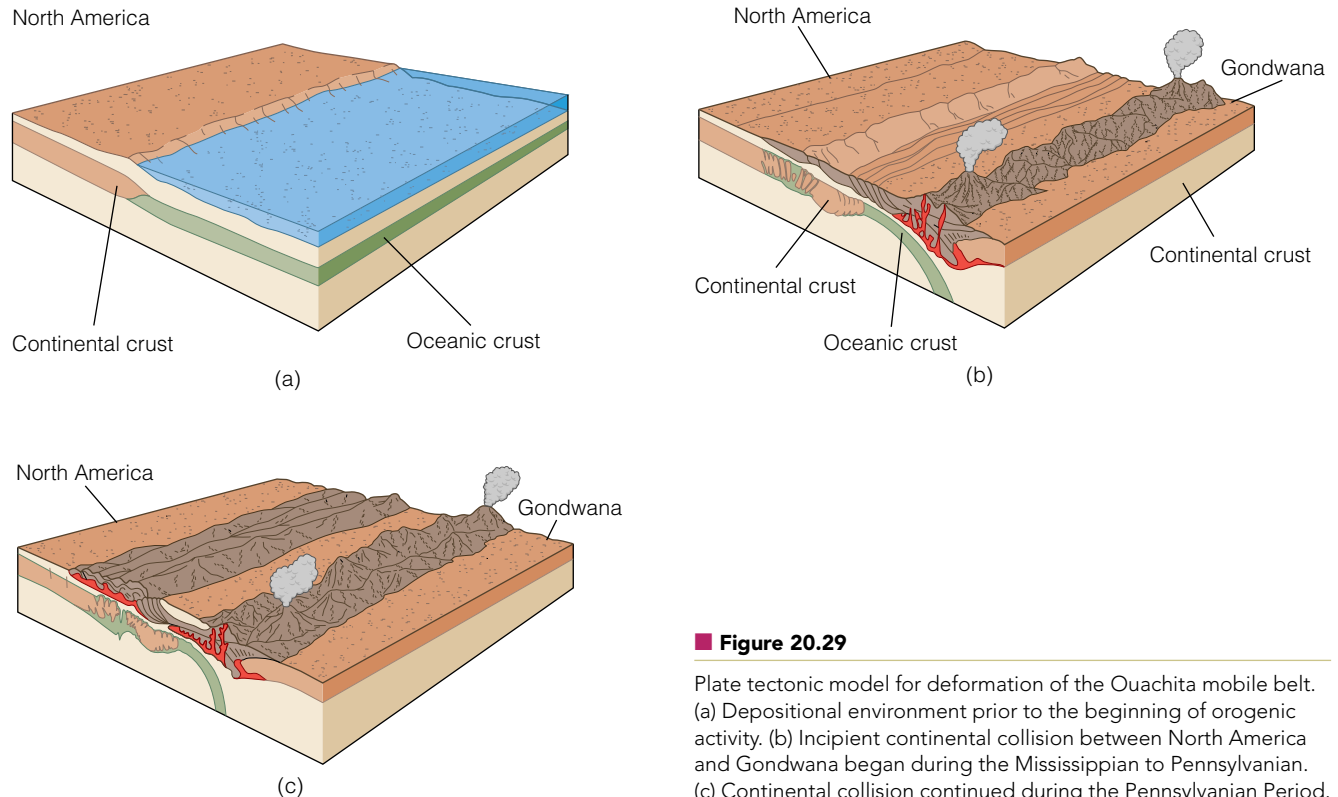 North America
Continental crust
Oceanic crust
(a)
North America
Gondwana
Continental crust
Continental crust
Oceanic crust
(b)
North America
Gondwana
(c)
Figure 20.29
Plate tectonic model for deformation of the Ouachita mobile belt.
(a) Depositional environment prior to the beginning of orogenic
activity. (b) Incipient continental collision between North America
and Gondwana began during the Mississippian to Pennsylvanian.
(c) Continental collision continued during the Pennsylvanian Period.